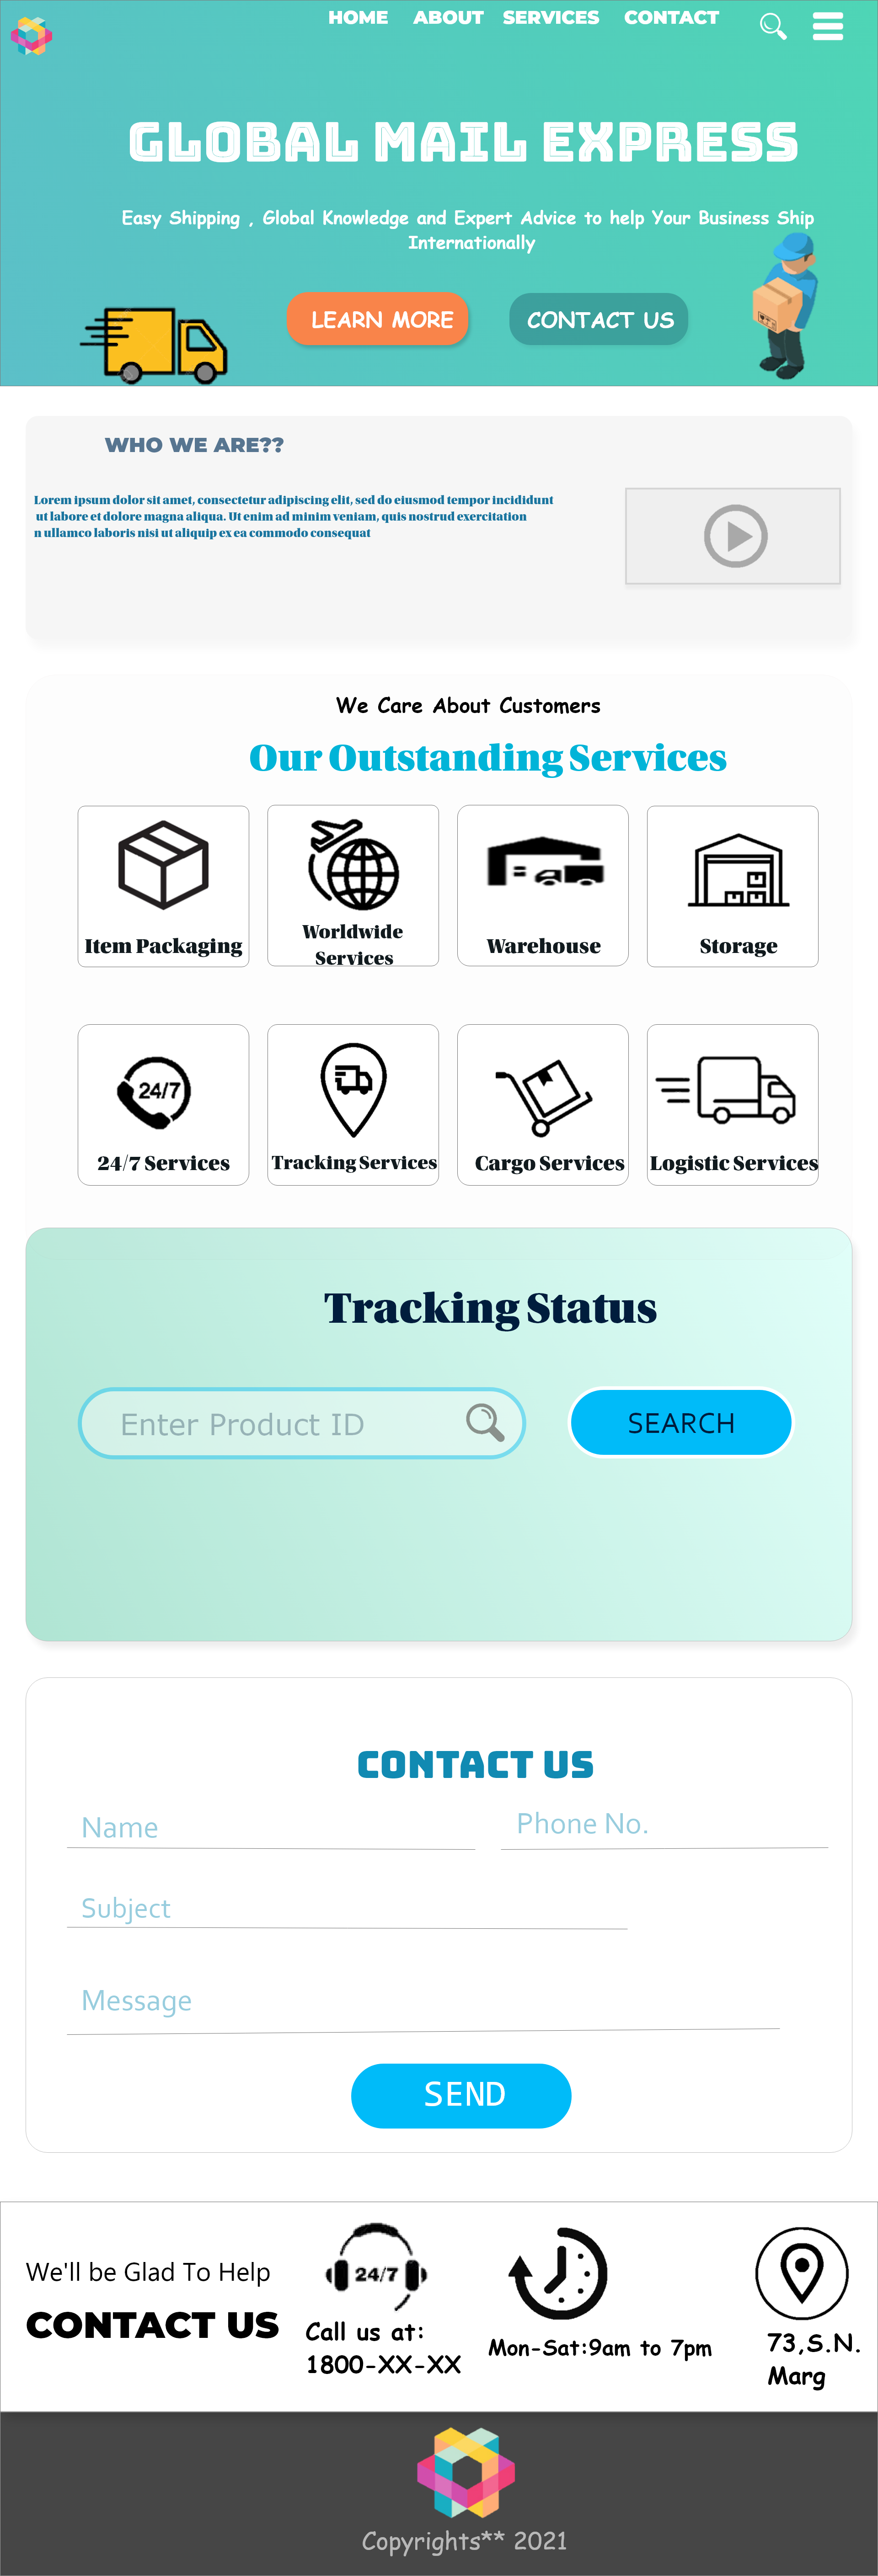 HOME ABOUT SERVICES CONTACT
GLOBAL MAIL EXPRESS
Easy Shipping , Global Knowledge and Expert Advice to help Your Business Ship
Internationally
LEARN MORE
CONTACT US
WHO WE ARE??
Lorem ipsum dolor sit amet, consectetur adipiscing elit, sed do eiusmod tempor incididunt
ut labore et dolore magna aliqua. Ut enim ad minim veniam, quis nostrud exercitation
n ullamco laboris nisi ut aliquip ex ea commodo consequat
We Care About Customers
Our Outstanding Services
Item Packaging
Worldwide
Services
Warehouse
Storage
24/7
24/7 Services
Tracking Services
Cargo Services
Logistic Services
Tracking Status
Enter Product ID
SEARCH
CONTACT US
Name
Phone No.
Subject
Message
SEND
We'll be Glad To Help
CONTACT US
24/7
Call us at:
1800-XX-XX
Mon-Sat:9am to 7pm
73,S.N.
Marg
Copyrights** 2021